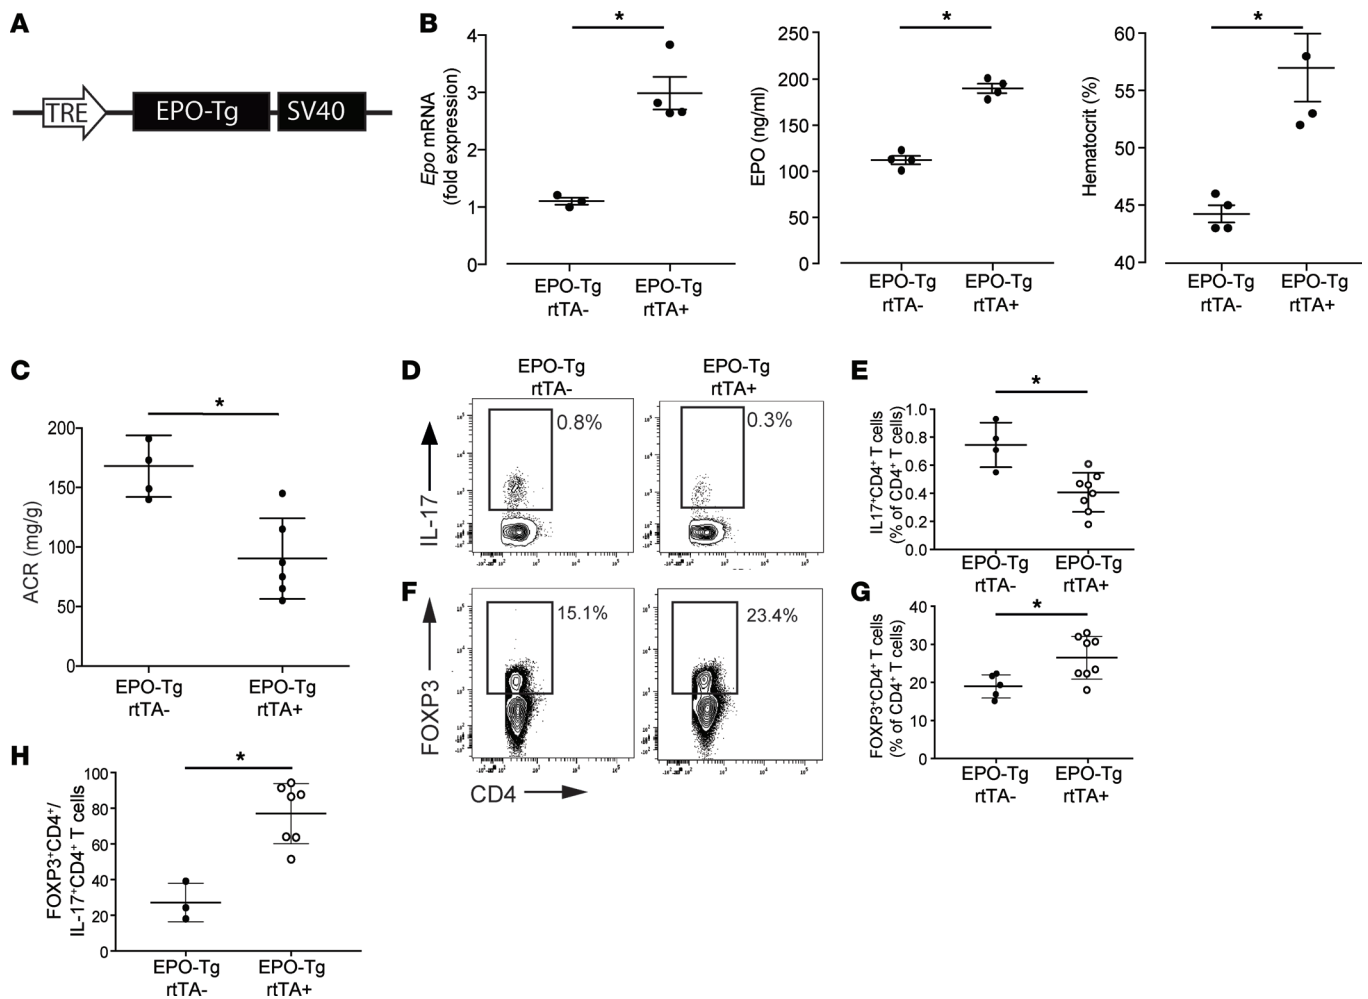 A
TRE
EPO-Tg
SV40
B
*
Epo mRNA
(fold expression)
4
3
2
1
0
EPO-Tg
rtTA-
EPO-Tg
rtTA+
*
EPO (ng/ml)
250
200
150
100
50
0
EPO-Tg
rtTA-
EPO-Tg
rtTA+
*
Hematocrit (%)
60
55
50
45
40
EPO-Tg
rtTA-
EPO-Tg
rtTA+
C
*
ACR (mg/g)
200
150
100
50
0
EPO-Tg
rtTA-
EPO-Tg
rtTA+
D
EPO-Tg
rtTA-
EPO-Tg
rtTA+
IL-17
0.8%
0.3%
E
*
IL17⁺CD4⁺ T cells
(% of CD4⁺ T cells)
1.0
0.8
0.6
0.4
0.2
0.0
EPO-Tg
rtTA-
EPO-Tg
rtTA+
F
FOXP3
15.1%
23.4%
CD4
G
*
FOXP3⁺CD4⁺ T cells
(% of CD4⁺ T cells)
40
30
20
10
0
EPO-Tg
rtTA-
EPO-Tg
rtTA+
H
*
FOXP3⁺CD4⁺/
IL-17⁺CD4⁺ T cells
100
80
60
40
20
0
EPO-Tg
rtTA-
EPO-Tg
rtTA+